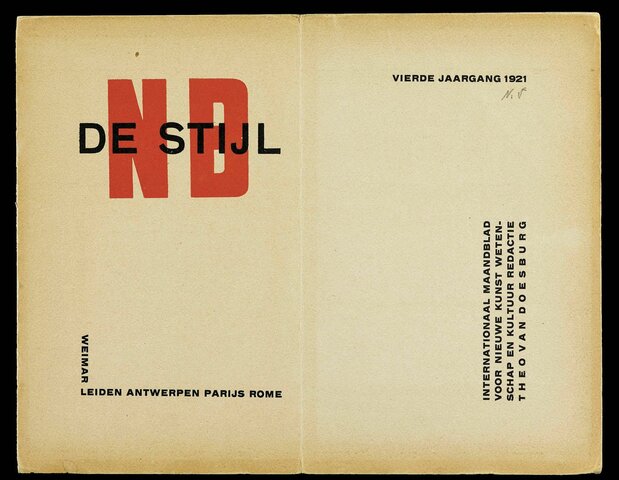 NB
DE STIJL
WEIMAR
LEIDEN ANTWERPEN PARIJS ROME
VIERDE JAARGANG 1921
INTERNATIONAAL MAANDBLAD
VOOR NIEUWE KUNST WETEN-
SCHAP EN KULTUUR REDACTIE
THEO VAN DOESBURG